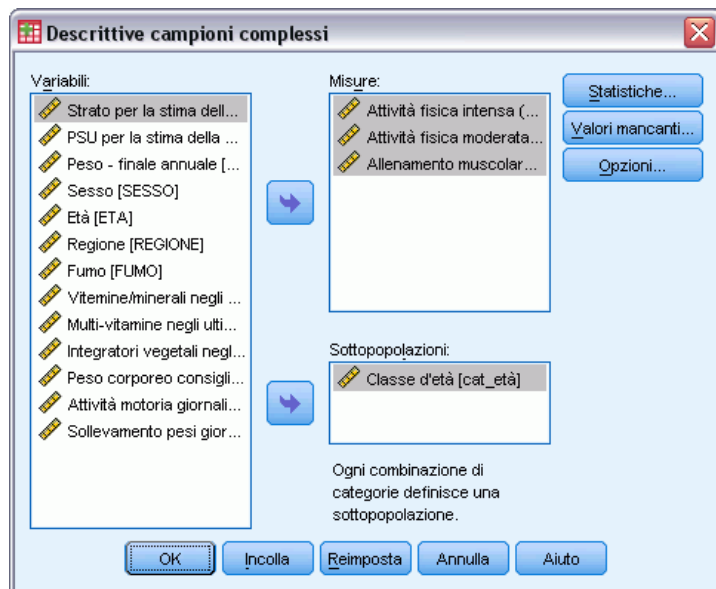 Descrittive campioni complessi
Variabili:
Strato per la stima dell...
PSU per la stima della ...
Peso - finale annuale [...
Sesso [SESSO]
Età [ETA]
Regione [REGIONE]
Fumo [FUMO]
Vitemine/minerali negli ...
Multi-vitamine negli ulti...
Integratori vegetali negl...
Peso corporeo consigli...
Attività motoria giornali...
Sollevamento pesi gior...
Misure:
Attività fisica intensa (...
Attività fisica moderata...
Allenamento muscolar...
Sottopopolazioni:
Classe d'età [cat_età]
Ogni combinazione di
categorie definisce una
sottopopolazione.
Statistiche...
Valori mancanti...
Opzioni...
OK
Incolla
Reimposta
Annulla
Aiuto